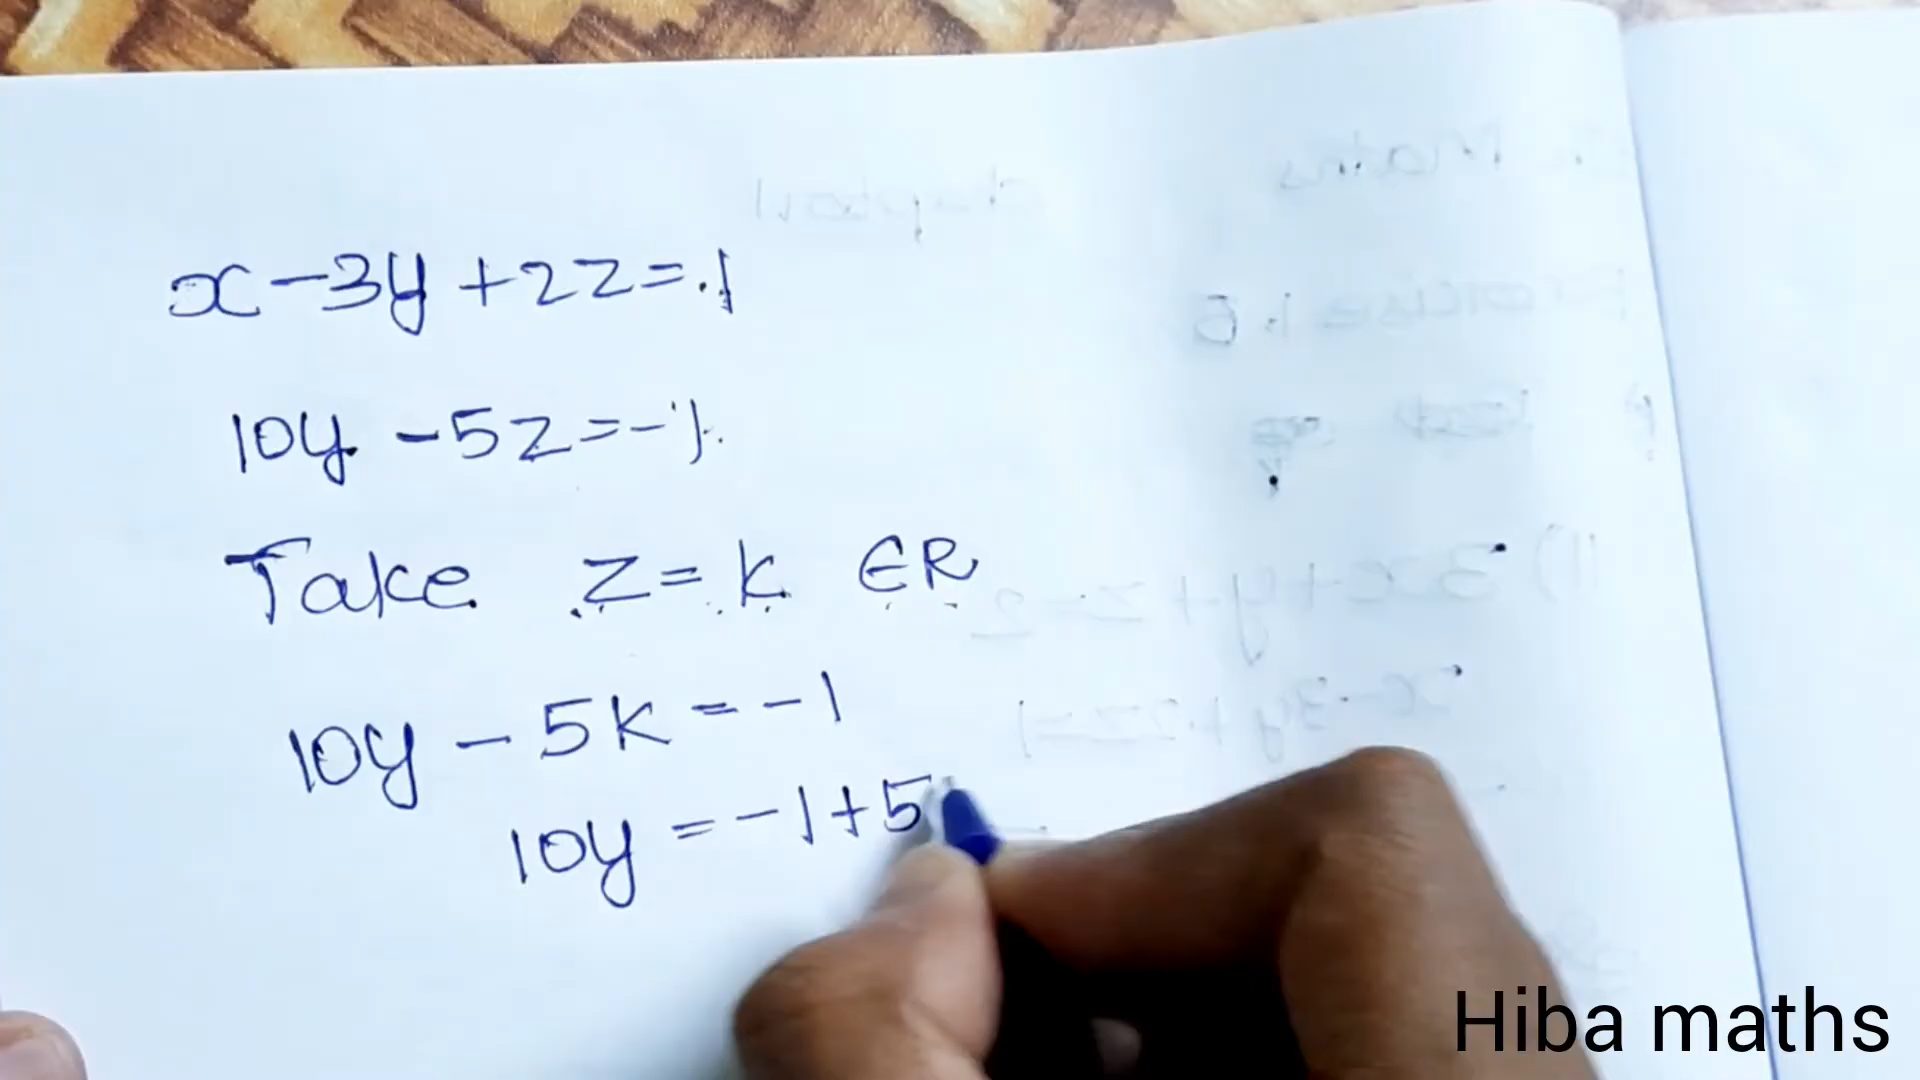 x-3y+2z=1
10y-5z=-1
Take z=k ∈R
10y-5k=-1
10y=-1+5
Hiba maths